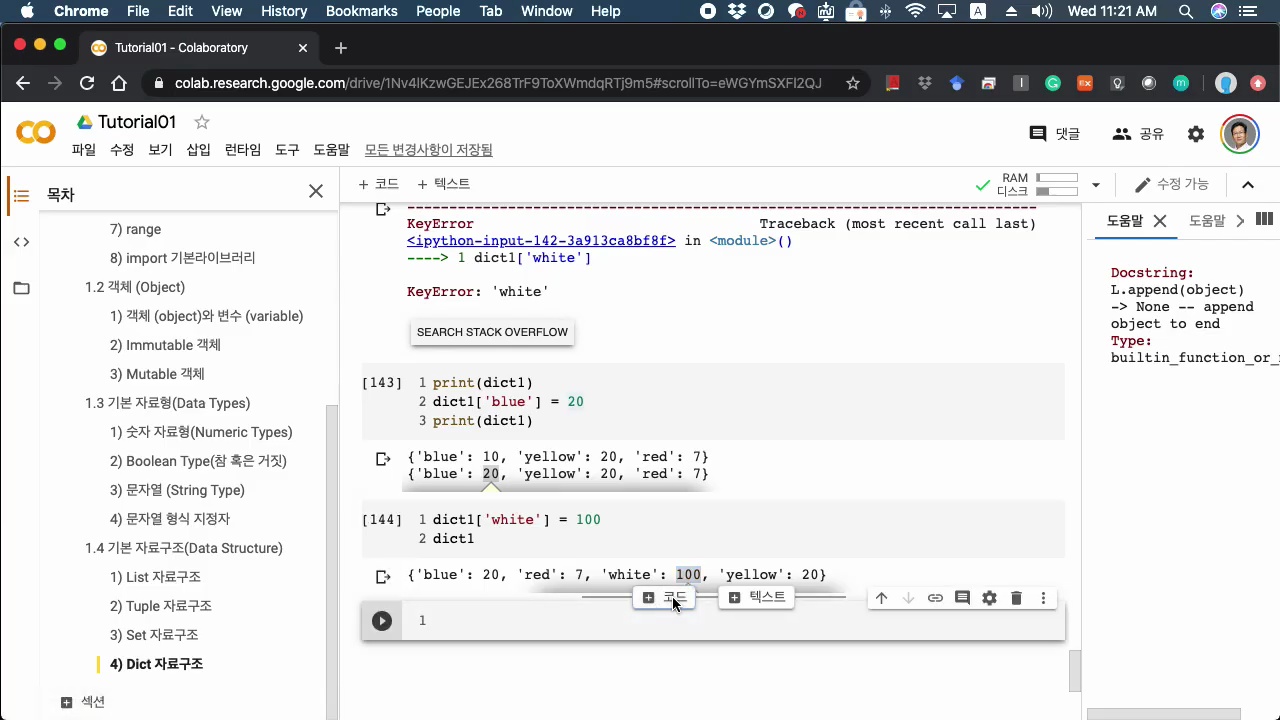 Chrome File Edit View History Bookmarks People Tab Window Help A Wed 11:21 AM
Tutorial01 - Colaboratory
colab.research.google.com/drive/1Nv4lKzwGEJEx268TrF9ToXWmdqRTj9m5#scrollTo=eWGYmSXFl2QJ
Tutorial01
댓글 공유
파일 수정 보기 삽입 런타임 도구 도움말 모든 변경사항이 저장됨
목차
+ 코드 + 텍스트
RAM
디스크
수정 가능
7) range
8) import 기본라이브러리
1.2 객체 (Object)
1) 객체 (object)와 변수 (variable)
2) Immutable 객체
3) Mutable 객체
1.3 기본 자료형(Data Types)
1) 숫자 자료형(Numeric Types)
2) Boolean Type(참 혹은 거짓)
3) 문자열 (String Type)
4) 문자열 형식 지정자
1.4 기본 자료구조(Data Structure)
1) List 자료구조
2) Tuple 자료구조
3) Set 자료구조
4) Dict 자료구조
섹션
KeyError Traceback (most recent call last)
<ipython-input-142-3a913ca8bf8f> in <module>()
----> 1 dict1['white']
KeyError: 'white'
SEARCH STACK OVERFLOW
[143] 1 print(dict1)
2 dict1['blue'] = 20
3 print(dict1)
{'blue': 10, 'yellow': 20, 'red': 7}
{'blue': 20, 'yellow': 20, 'red': 7}
[144] 1 dict1['white'] = 100
2 dict1
{'blue': 20, 'red': 7, 'white': 100, 'yellow': 20}
코드 텍스트
1
도움말 도움말
Docstring:
L.append(object)
-> None -- append
object to end
Type:
builtin_function_or_